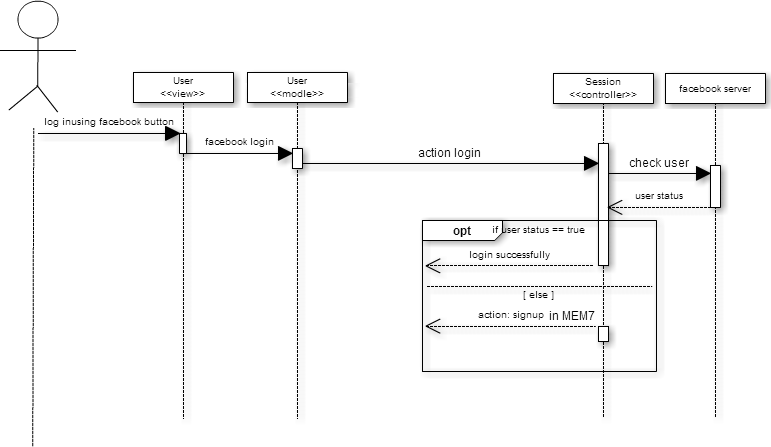 User
<<view>>
User
<<modle>>
Session
<<controller>>
facebook server
log inusing facebook button
facebook login
action login
check user
user status
opt
if user status == true
login successfully
[ else ]
action: signup in MEM7